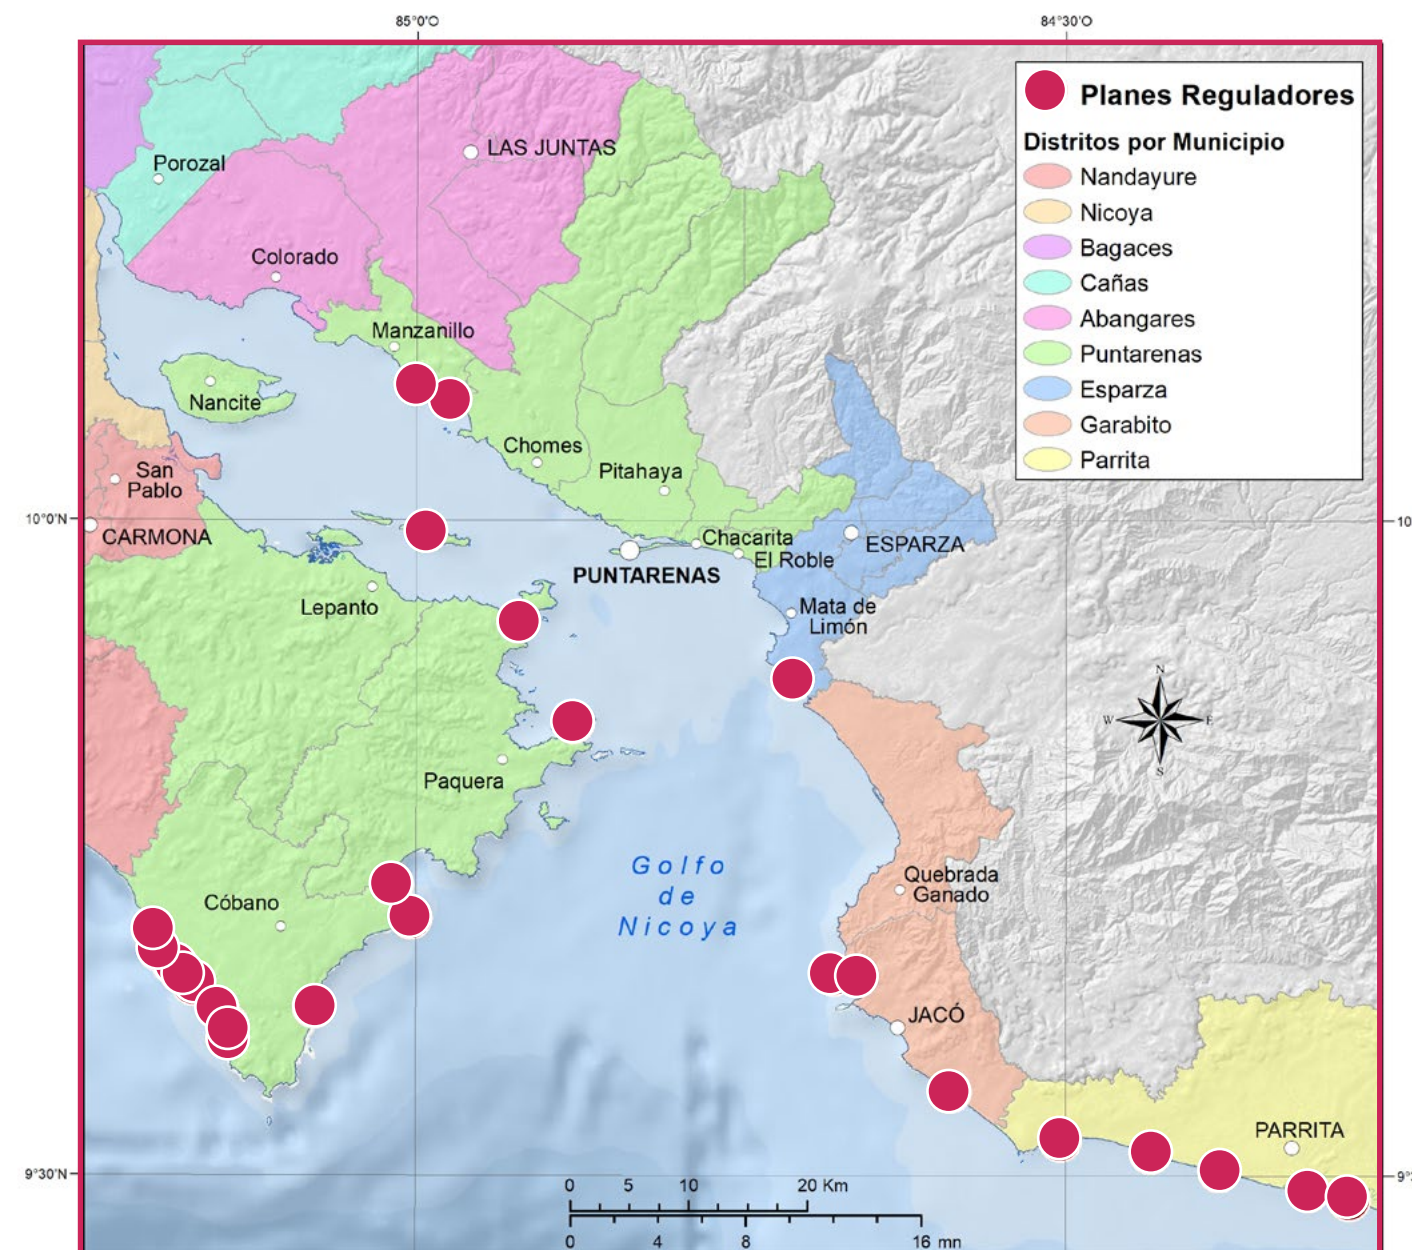 85°0'O
84°30'O
Planes Reguladores
Distritos por Municipio
Nandayure
Nicoya
Bagaces
Cañas
Abangares
Puntarenas
Esparza
Garabito
Parrita
Porozal
LAS JUNTAS
Colorado
Manzanillo
Nancite
Chomes
Pitahaya
San
Pablo
10°0'N
10
CARMONA
Chacarita
El Roble
ESPARZA
PUNTARENAS
Lepanto
Mata de
Limón
N
W
E
S
Paquera
Golfo
de
Nicoya
Quebrada
Ganado
Cóbano
JACÓ
PARRITA
9°30'N
0 5 10 20 Km
0 4 8 16 mn